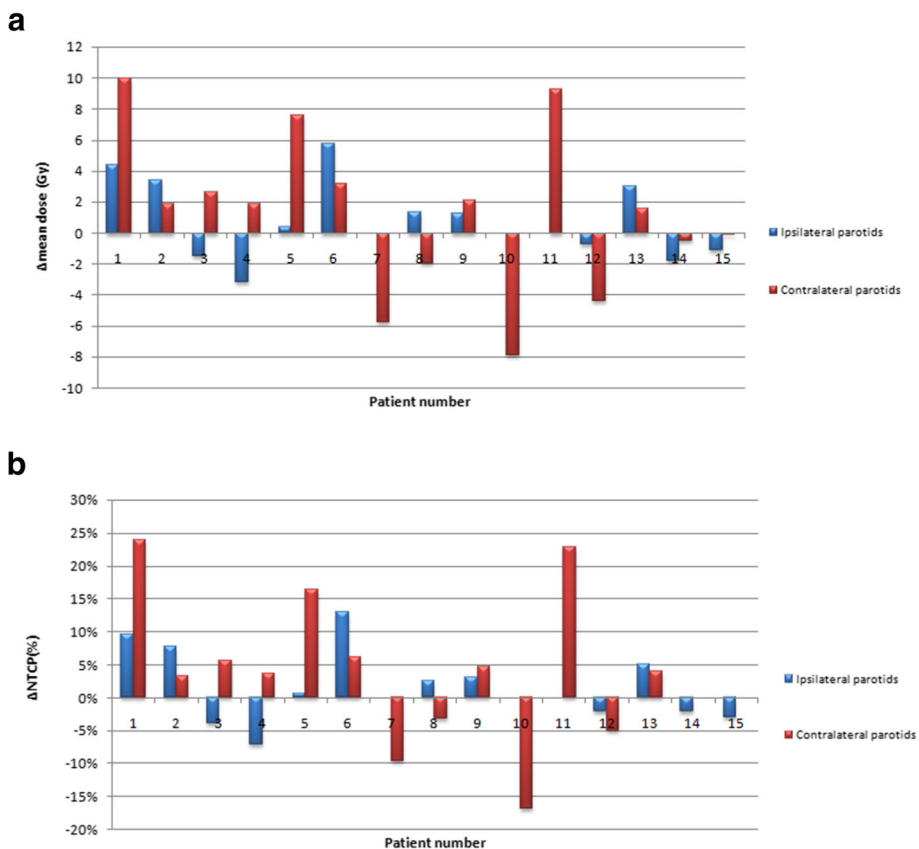 a
12
10
8
6
4
2
0
-2
-4
-6
-8
-10
Δmean dose (Gy)
1 2 3 4 5 6 7 8 9 10 11 12 13 14 15
Patient number
Ipsilateral parotids
Contralateral parotids
b
30%
25%
20%
15%
10%
5%
0%
-5%
-10%
-15%
-20%
ΔNTCP(%)
1 2 3 4 5 6 7 8 9 10 11 12 13 14 15
Patient number
Ipsilateral parotids
Contralateral parotids